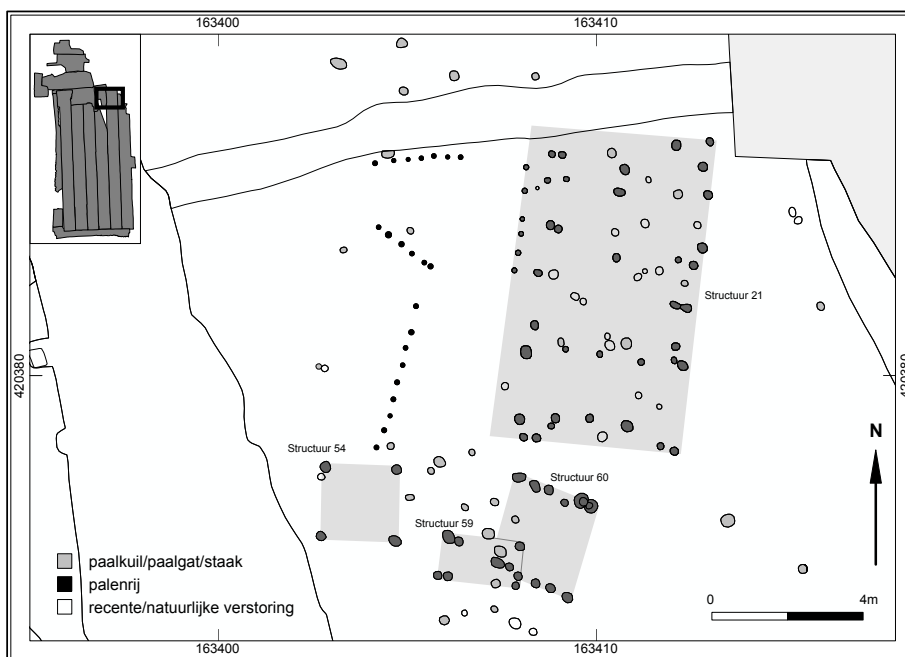 163400
163410
Structuur 21
420380
420380
N
Structuur 54
Structuur 60
Structuur 59
paalkuil/paalgat/staak
palenrij
recente/natuurlijke verstoring
0
4m
163400
163410